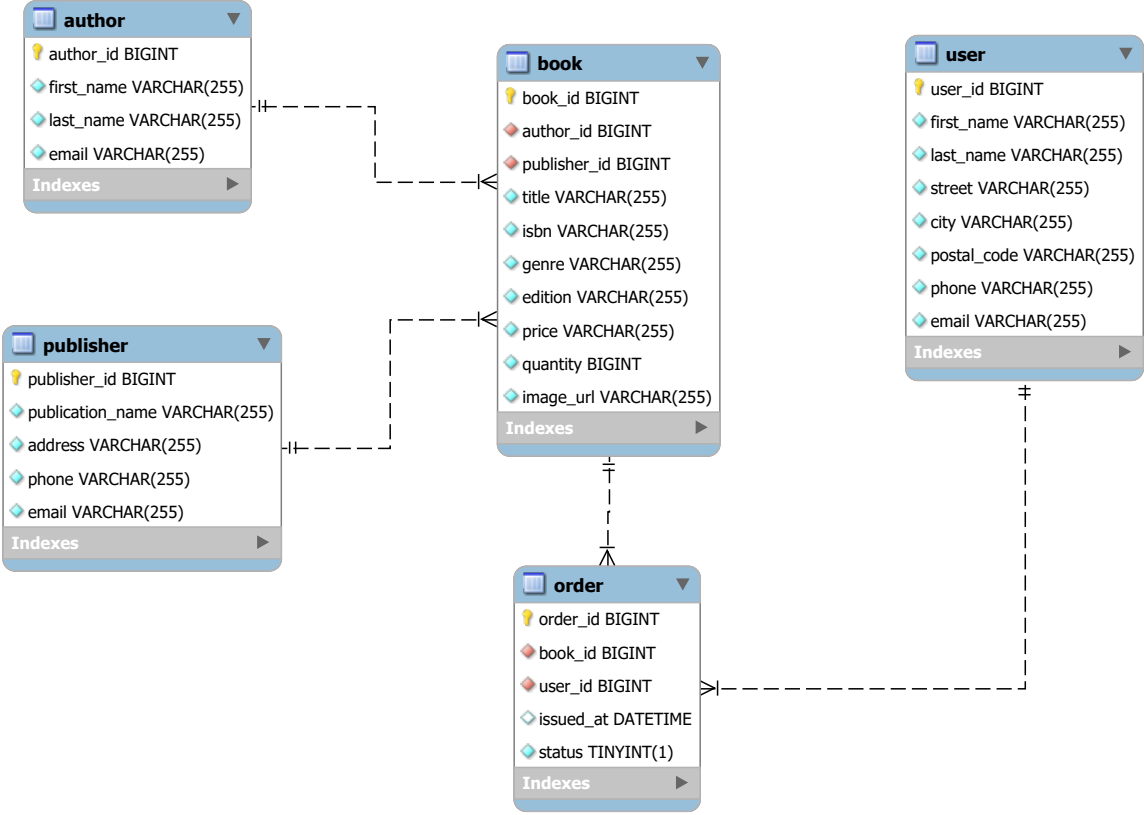 author
author_id BIGINT
first_name VARCHAR(255)
last_name VARCHAR(255)
email VARCHAR(255)
Indexes
publisher
publisher_id BIGINT
publication_name VARCHAR(255)
address VARCHAR(255)
phone VARCHAR(255)
email VARCHAR(255)
Indexes
book
book_id BIGINT
author_id BIGINT
publisher_id BIGINT
title VARCHAR(255)
isbn VARCHAR(255)
genre VARCHAR(255)
edition VARCHAR(255)
price VARCHAR(255)
quantity BIGINT
image_url VARCHAR(255)
Indexes
order
order_id BIGINT
book_id BIGINT
user_id BIGINT
issued_at DATETIME
status TINYINT(1)
Indexes
user
user_id BIGINT
first_name VARCHAR(255)
last_name VARCHAR(255)
street VARCHAR(255)
city VARCHAR(255)
postal_code VARCHAR(255)
phone VARCHAR(255)
email VARCHAR(255)
Indexes